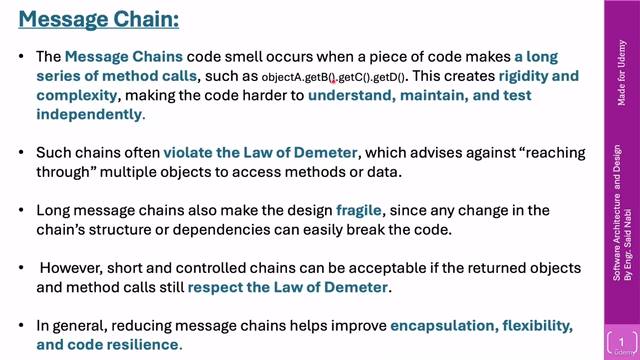 Message Chain:
• The Message Chains code smell occurs when a piece of code makes a long
series of method calls, such as objectA.getB().getC().getD(). This creates rigidity and
complexity, making the code harder to understand, maintain, and test
independently.
• Such chains often violate the Law of Demeter, which advises against “reaching
through” multiple objects to access methods or data.
• Long message chains also make the design fragile, since any change in the
chain’s structure or dependencies can easily break the code.
• However, short and controlled chains can be acceptable if the returned objects
and method calls still respect the Law of Demeter.
• In general, reducing message chains helps improve encapsulation, flexibility,
and code resilience.
Made for Udemy
Software Architecture and Design
By Engr. Said Nabi
1
Udemy